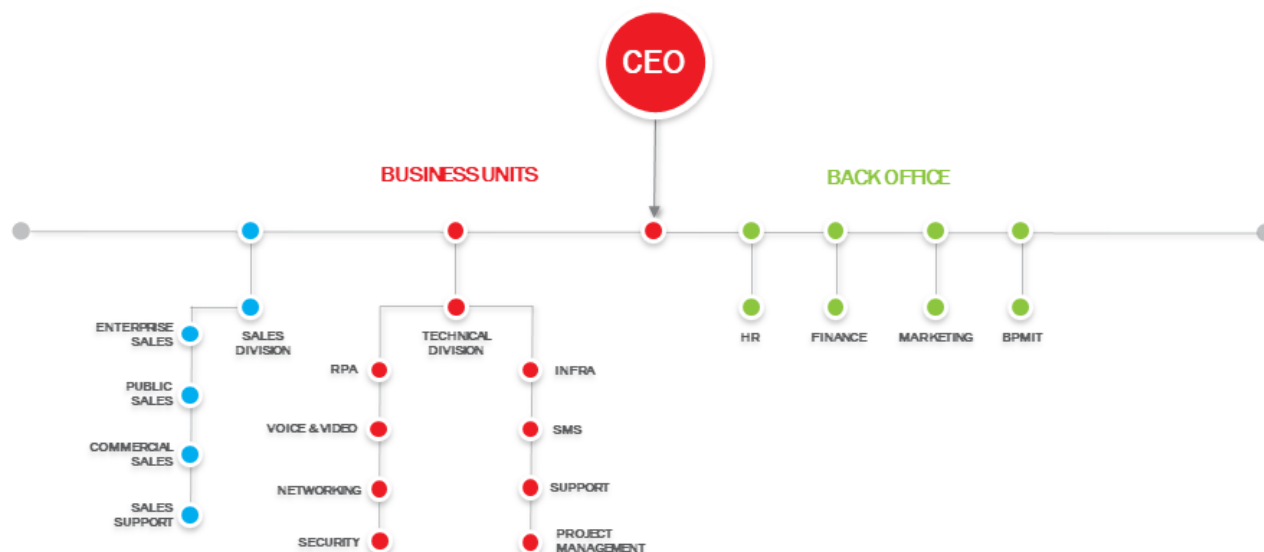 CEO
BUSINESS UNITS
BACK OFFICE
ENTERPRISE
SALES
PUBLIC
SALES
COMMERCIAL
SALES
SALES
SUPPORT
SALES
DIVISION
TECHNICAL
DIVISION
RPA
VOICE & VIDEO
NETWORKING
SECURITY
INFRA
SMS
SUPPORT
PROJECT
MANAGEMENT
HR
FINANCE
MARKETING
BPMIT